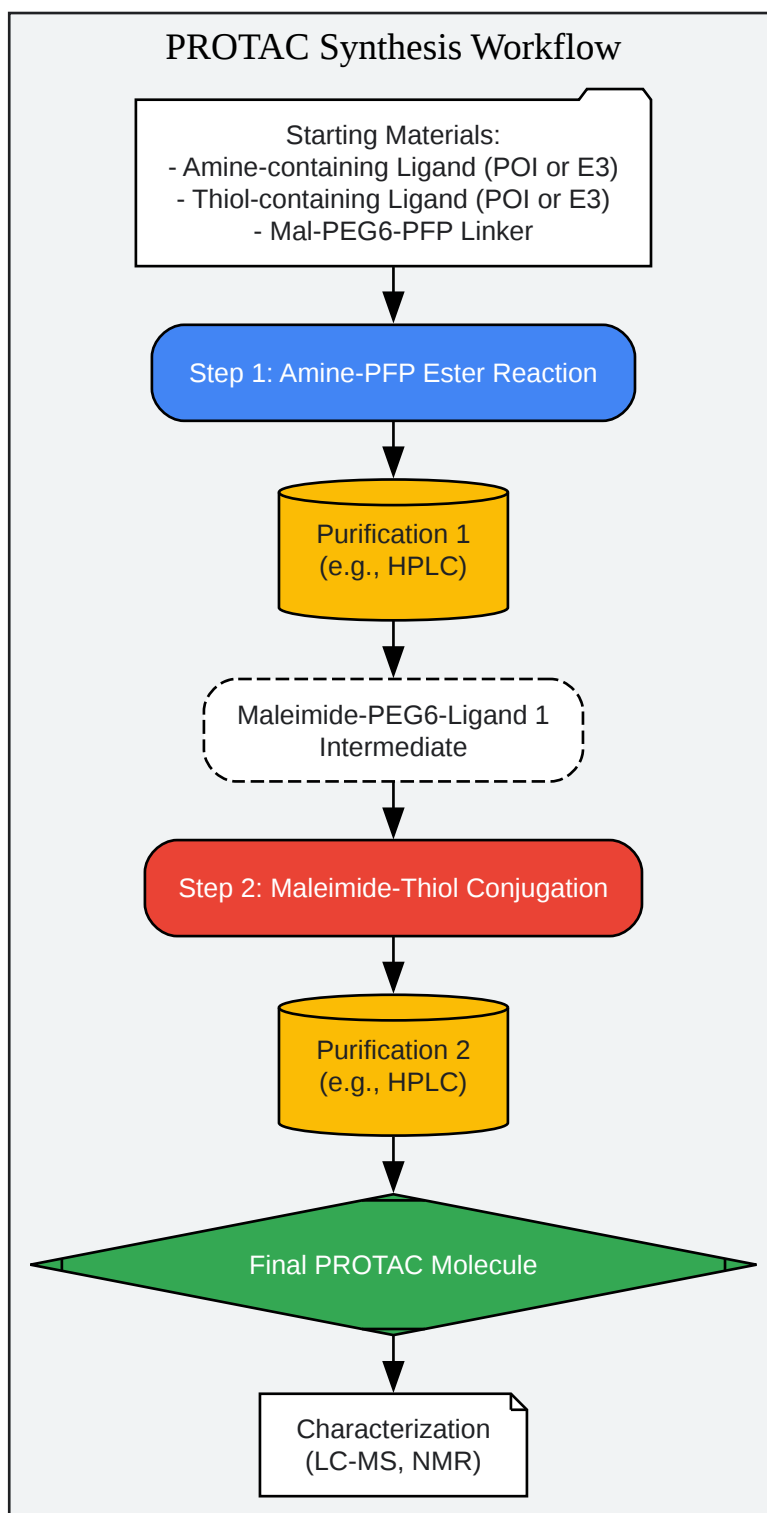 PROTAC Synthesis Workflow
Starting Materials:
- Amine-containing Ligand (POI or E3)
- Thiol-containing Ligand (POI or E3)
- Mal-PEG6-PFP Linker
Step 1: Amine-PFP Ester Reaction
Purification 1
(e.g., HPLC)
Maleimide-PEG6-Ligand 1
Intermediate
Step 2: Maleimide-Thiol Conjugation
Purification 2
(e.g., HPLC)
Final PROTAC Molecule
Characterization
(LC-MS, NMR)